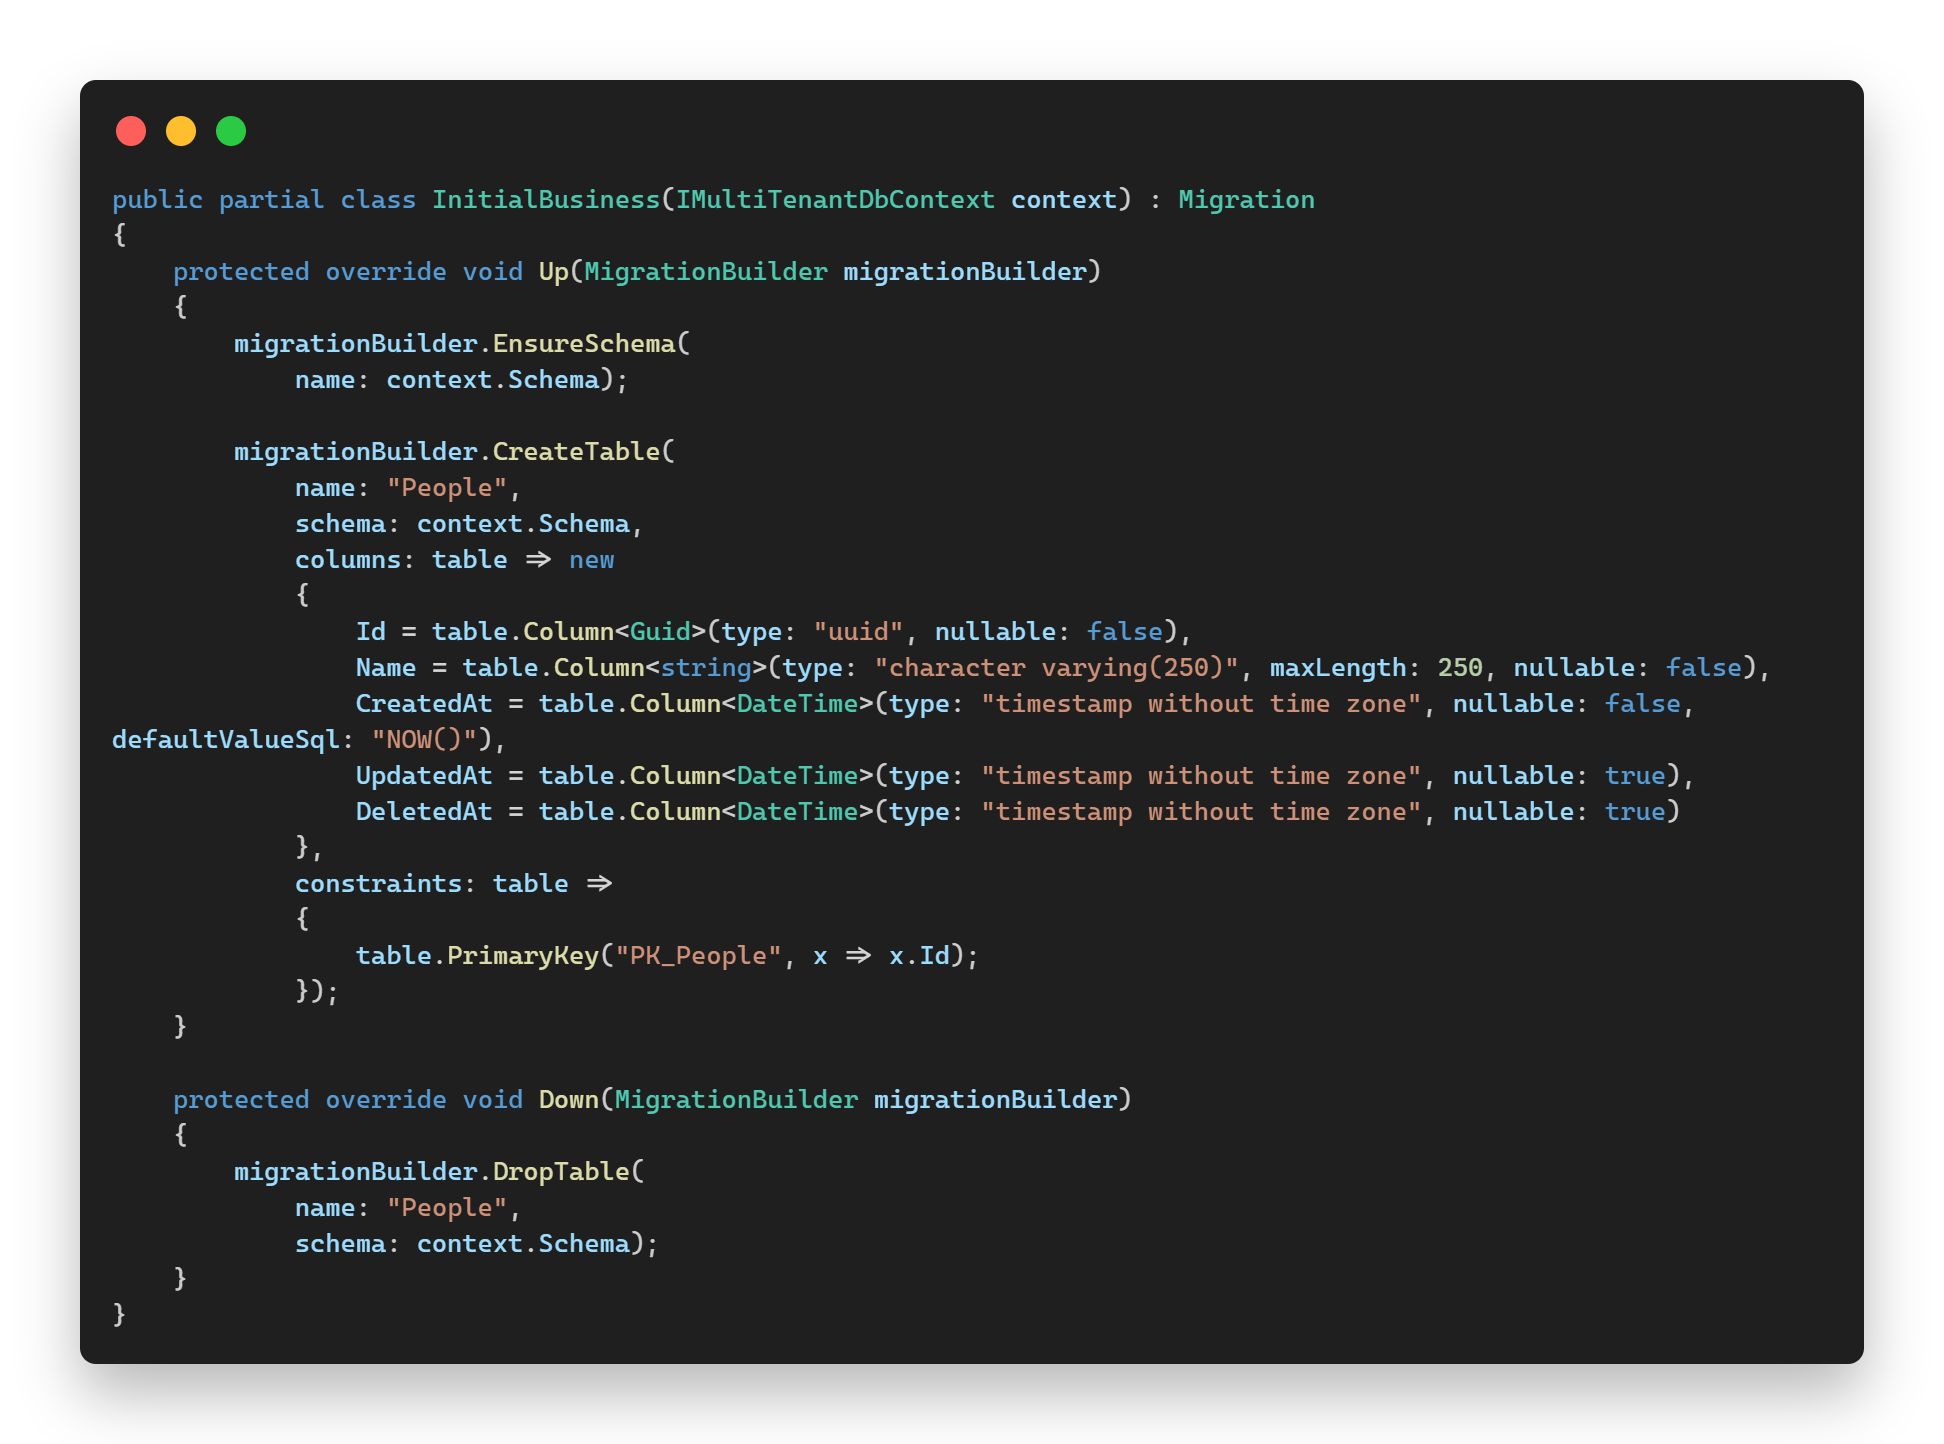 public partial class InitialBusiness(IMultiTenantDbContext context) : Migration
{
    protected override void Up(MigrationBuilder migrationBuilder)
    {
        migrationBuilder.EnsureSchema(
            name: context.Schema);

        migrationBuilder.CreateTable(
            name: "People",
            schema: context.Schema,
            columns: table => new
            {
                Id = table.Column<Guid>(type: "uuid", nullable: false),
                Name = table.Column<string>(type: "character varying(250)", maxLength: 250, nullable: false),
                CreatedAt = table.Column<DateTime>(type: "timestamp without time zone", nullable: false,
defaultValueSql: "NOW()"),
                UpdatedAt = table.Column<DateTime>(type: "timestamp without time zone", nullable: true),
                DeletedAt = table.Column<DateTime>(type: "timestamp without time zone", nullable: true)
            },
            constraints: table =>
            {
                table.PrimaryKey("PK_People", x => x.Id);
            });
    }

    protected override void Down(MigrationBuilder migrationBuilder)
    {
        migrationBuilder.DropTable(
            name: "People",
            schema: context.Schema);
    }
}